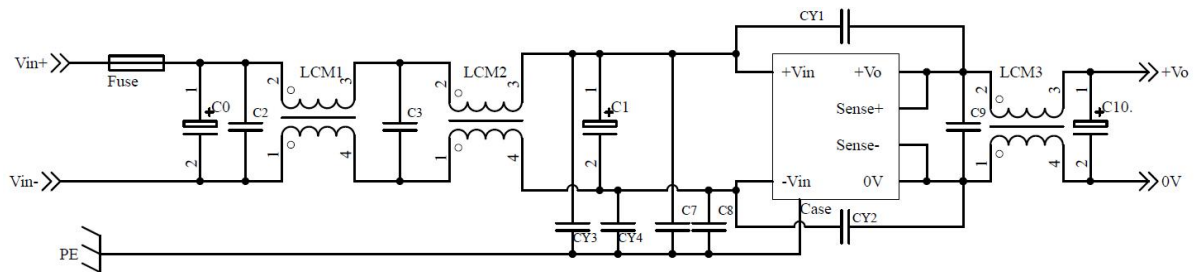 CY1
Vin+
Fuse
LCM1
LCM2
LCM3
+Vo
2
3
2
3
2
3
1
C0
C2
C3
1
C1
+Vin
+Vo
Sense+
Sense-
-Vin
0V
C9
1
C10.
2
1
4
1
4
2
1
4
2
Vin-
0V
Case
CY2
C7
C8
CY3
CY4
PE